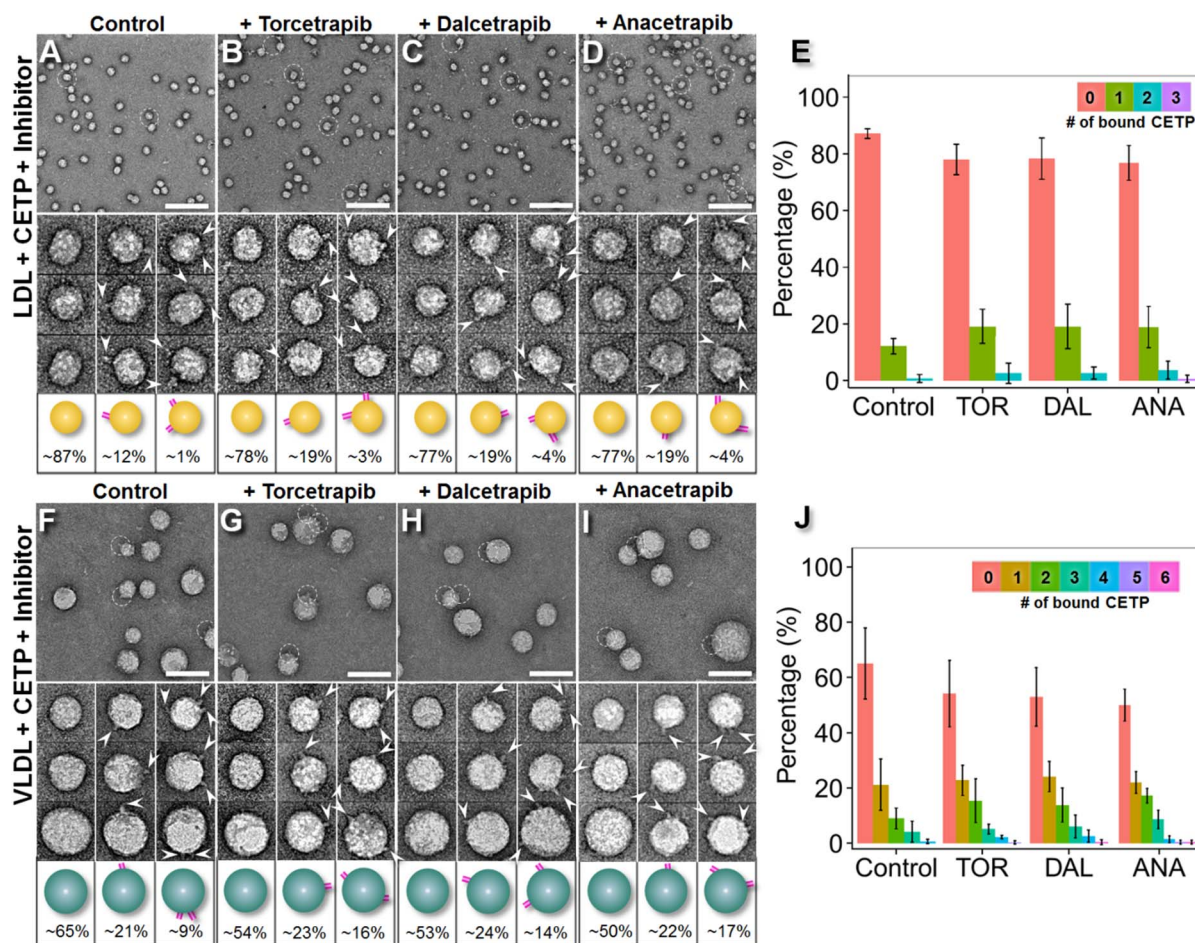 Control
+ Torcetrapib
+ Dalcetrapib
+ Anacetrapib
LDL + CETP + Inhibitor
A
B
C
D
~87%
~12%
~1%
~78%
~19%
~3%
~77%
~19%
~4%
~77%
~19%
~4%
E
Percentage (%)
100
80
60
40
20
0
0 1 2 3
# of bound CETP
Control TOR DAL ANA
Control
+ Torcetrapib
+ Dalcetrapib
+ Anacetrapib
VLDL + CETP + Inhibitor
F
G
H
I
~65%
~21%
~9%
~54%
~23%
~16%
~53%
~24%
~14%
~50%
~22%
~17%
J
Percentage (%)
100
80
60
40
20
0
0 1 2 3 4 5 6
# of bound CETP
Control TOR DAL ANA